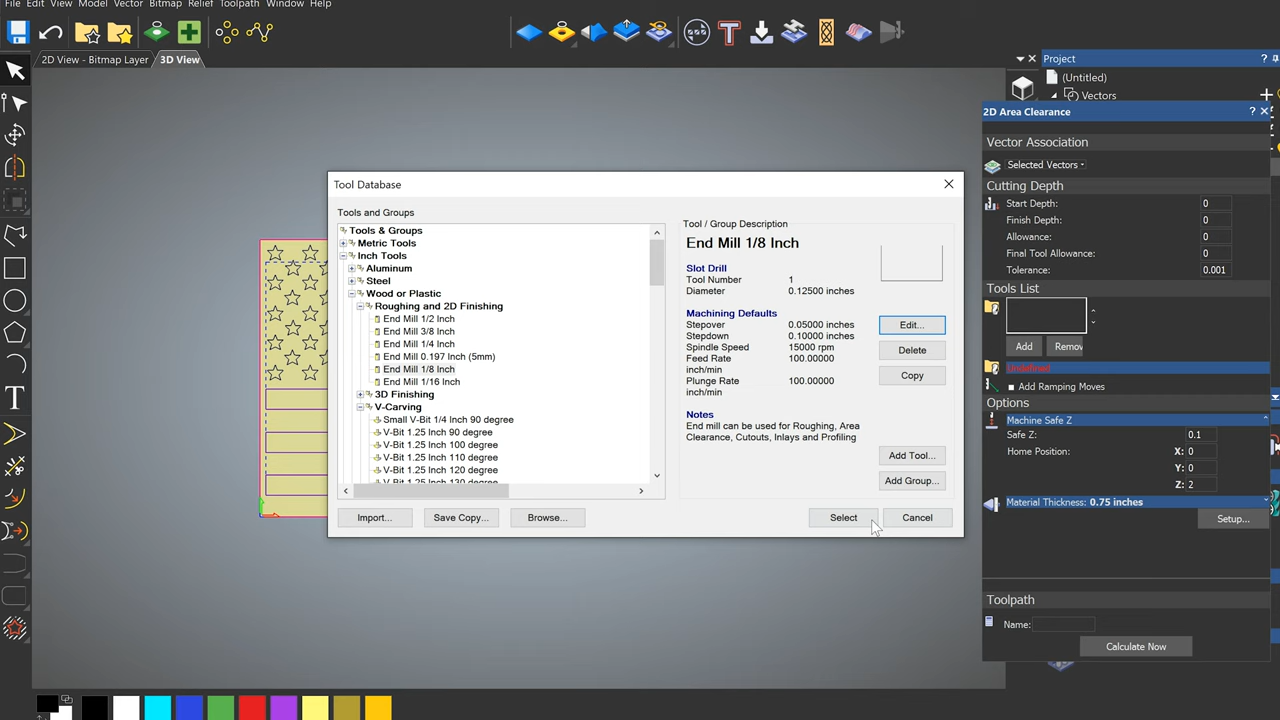 File Edit View Model Vector Bitmap Relief Toolpath Window Help
2D View - Bitmap Layer
3D View
Project
(Untitled)
Vectors
Tool Database
Tools and Groups
Tools & Groups
Metric Tools
Inch Tools
Aluminum
Steel
Wood or Plastic
Roughing and 2D Finishing
End Mill 1/2 Inch
End Mill 3/8 Inch
End Mill 1/4 Inch
End Mill 0.197 Inch (5mm)
End Mill 1/8 Inch
End Mill 1/16 Inch
3D Finishing
V-Carving
Small V-Bit 1/4 Inch 90 degree
V-Bit 1.25 Inch 90 degree
V-Bit 1.25 Inch 100 degree
V-Bit 1.25 Inch 110 degree
V-Bit 1.25 Inch 120 degree
V-Bit 1.25 Inch 130 degree
Import...
Save Copy...
Browse...
Tool / Group Description
End Mill 1/8 Inch
Slot Drill
Tool Number 1
Diameter 0.12500 inches
Machining Defaults
Stepover 0.05000 inches
Stepdown 0.10000 inches
Spindle Speed 15000 rpm
Feed Rate 100.00000
inch/min
Plunge Rate 100.00000
inch/min
Notes
End mill can be used for Roughing, Area
Clearance, Cutouts, Inlays and Profiling
Edit...
Delete
Copy
Add Tool...
Add Group...
Select
Cancel
2D Area Clearance
Vector Association
Selected Vectors
Cutting Depth
Start Depth: 0
Finish Depth: 0
Allowance: 0
Final Tool Allowance: 0
Tolerance: 0.001
Tools List
Add
Remov
Undefined!
Add Ramping Moves
Options
Machine Safe Z
Safe Z: 0.1
Home Position: X: 0
Y: 0
Z: 2
Material Thickness: 0.75 inches
Setup...
Toolpath
Name:
Calculate Now